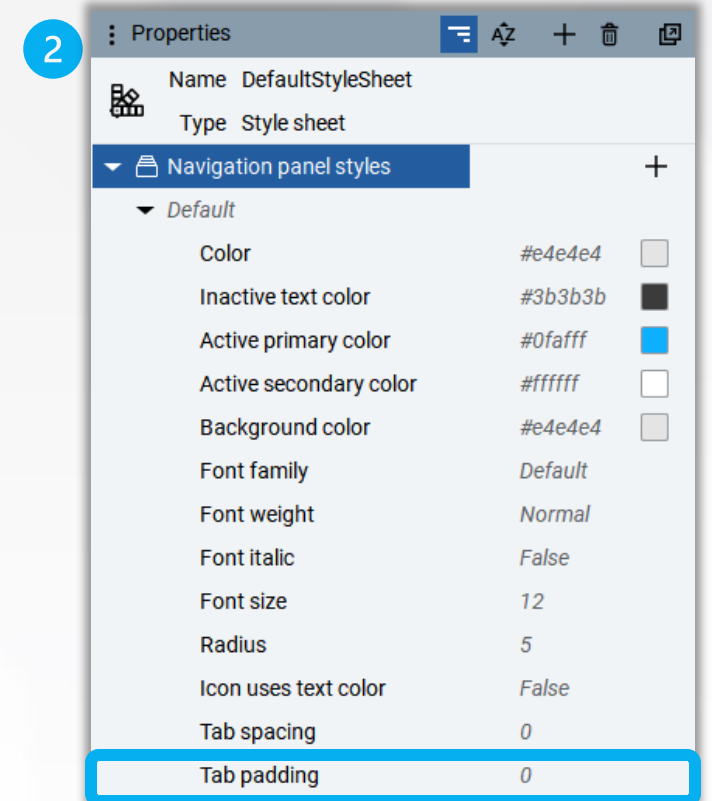 2
Properties AZ
Name DefaultStyleSheet
Type Style sheet
Navigation panel styles
Default
Color #e4e4e4
Inactive text color #3b3b3b
Active primary color #0fafff
Active secondary color #ffffff
Background color #e4e4e4
Font family Default
Font weight Normal
Font italic False
Font size 12
Radius 5
Icon uses text color False
Tab spacing 0
Tab padding 0